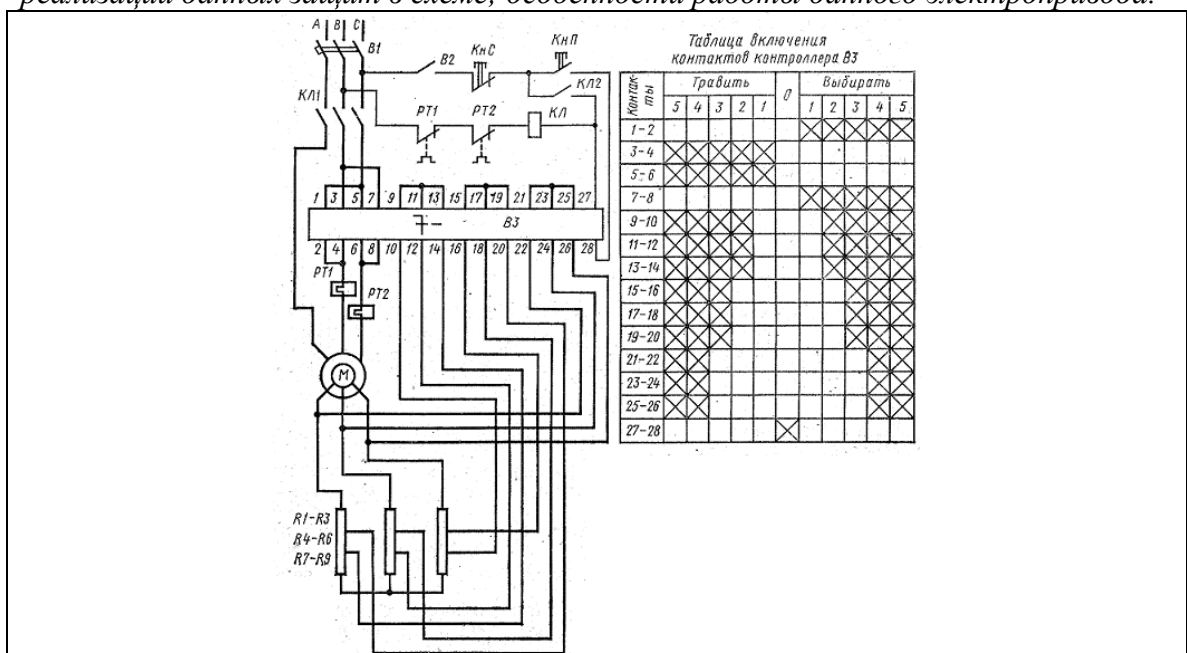 реализации данных защит в схеме, особенности работы данного электропривода.
А В С
В1
В2
КнС
КнП
КЛ2
КЛ1
РТ1 РТ2 КЛ
1 3 5 7 9 11 13 15 17 19 21 23 25 27
В3
2 4 6 8 10 12 14 16 18 20 22 24 26 28
РТ1
РТ2
М
R1-R3
R4-R6
R7-R9
Таблица включения
контактов контроллера В3
Контакты
Травить 0 Выбирать
5 4 3 2 1 1 2 3 4 5
1-2
3-4
5-6
7-8
9-10
11-12
13-14
15-16
17-18
19-20
21-22
23-24
25-26
27-28